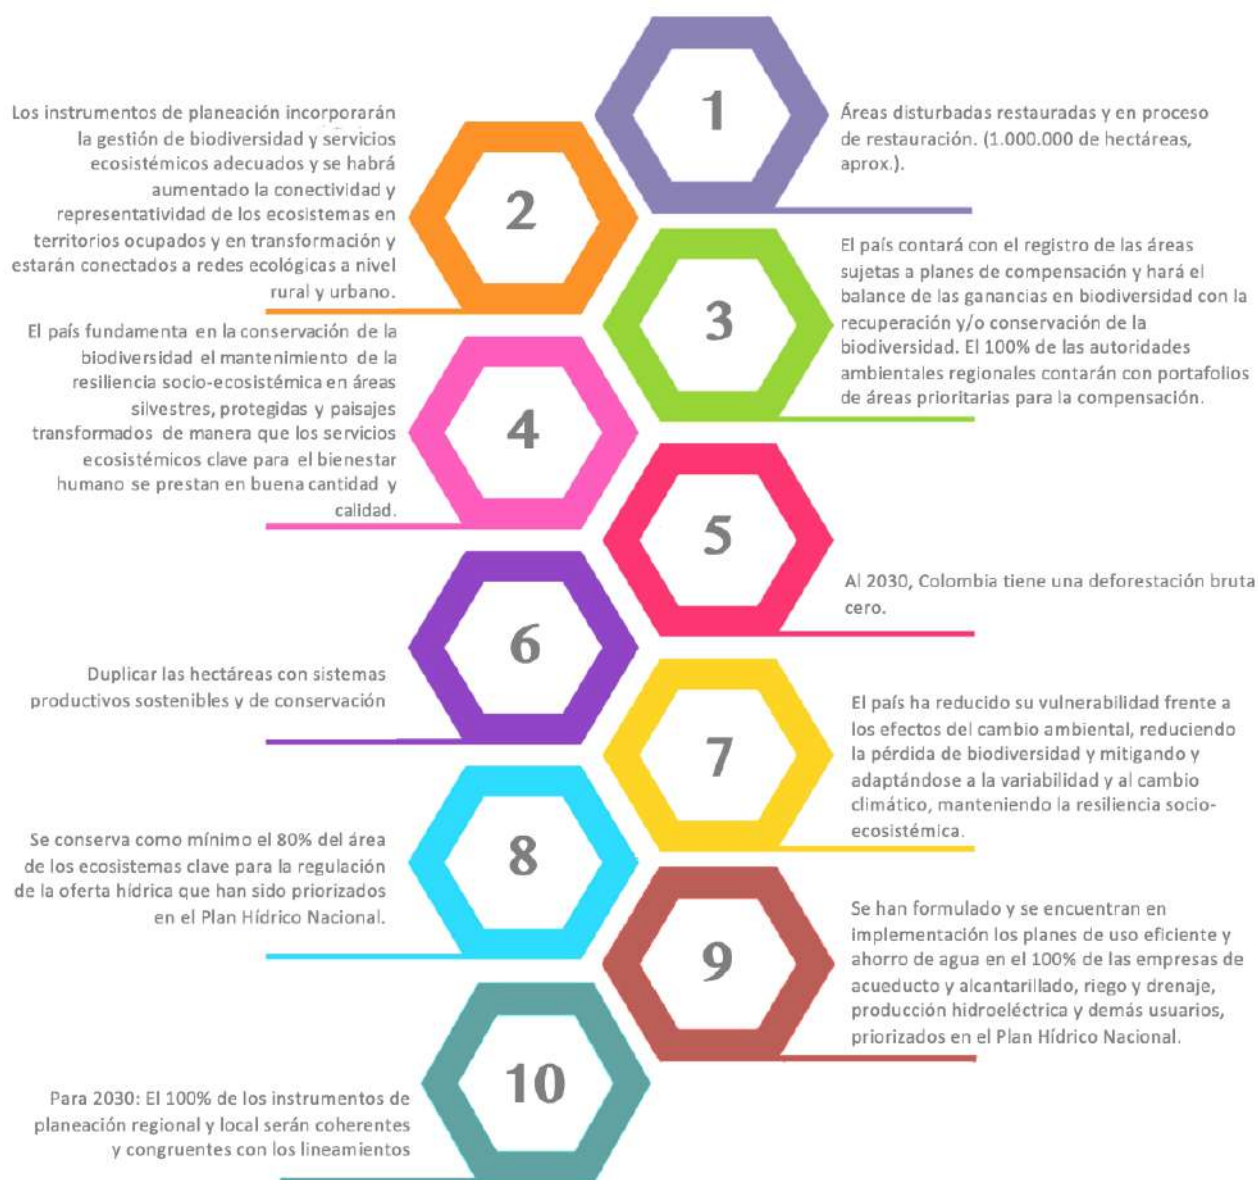 1
Áreas disturbadas restauradas y en proceso
de restauración. (1.000.000 de hectáreas,
aprox.).
2
Los instrumentos de planeación incorporarán
la gestión de biodiversidad y servicios
ecosistémicos adecuados y se habrá
aumentado la conectividad y
representatividad de los ecosistemas en
territorios ocupados y en transformación y
estarán conectados a redes ecológicas a nivel
rural y urbano.
3
El país contará con el registro de las áreas
sujetas a planes de compensación y hará el
balance de las ganancias en biodiversidad con la
recuperación y/o conservación de la
biodiversidad. El 100% de las autoridades
ambientales regionales contarán con portafolios
de áreas prioritarias para la compensación.
4
El país fundamenta en la conservación de la
biodiversidad el mantenimiento de la
resiliencia socio-ecosistémica en áreas
silvestres, protegidas y paisajes
transformados de manera que los servicios
ecosistémicos clave para el bienestar
humano se prestan en buena cantidad y
calidad.
5
Al 2030, Colombia tiene una deforestación bruta
cero.
6
Duplicar las hectáreas con sistemas
productivos sostenibles y de conservación
7
El país ha reducido su vulnerabilidad frente a
los efectos del cambio ambiental, reduciendo
la pérdida de biodiversidad y mitigando y
adaptándose a la variabilidad y al cambio
climático, manteniendo la resiliencia socio-
ecosistémica.
8
Se conserva como mínimo el 80% del área
de los ecosistemas clave para la regulación
de la oferta hídrica que han sido priorizados
en el Plan Hídrico Nacional.
9
Se han formulado y se encuentran en
implementación los planes de uso eficiente y
ahorro de agua en el 100% de las empresas de
acueducto y alcantarillado, riego y drenaje,
producción hidroeléctrica y demás usuarios,
priorizados en el Plan Hídrico Nacional.
10
Para 2030: El 100% de los instrumentos de
planeación regional y local serán coherentes
y congruentes con los lineamientos